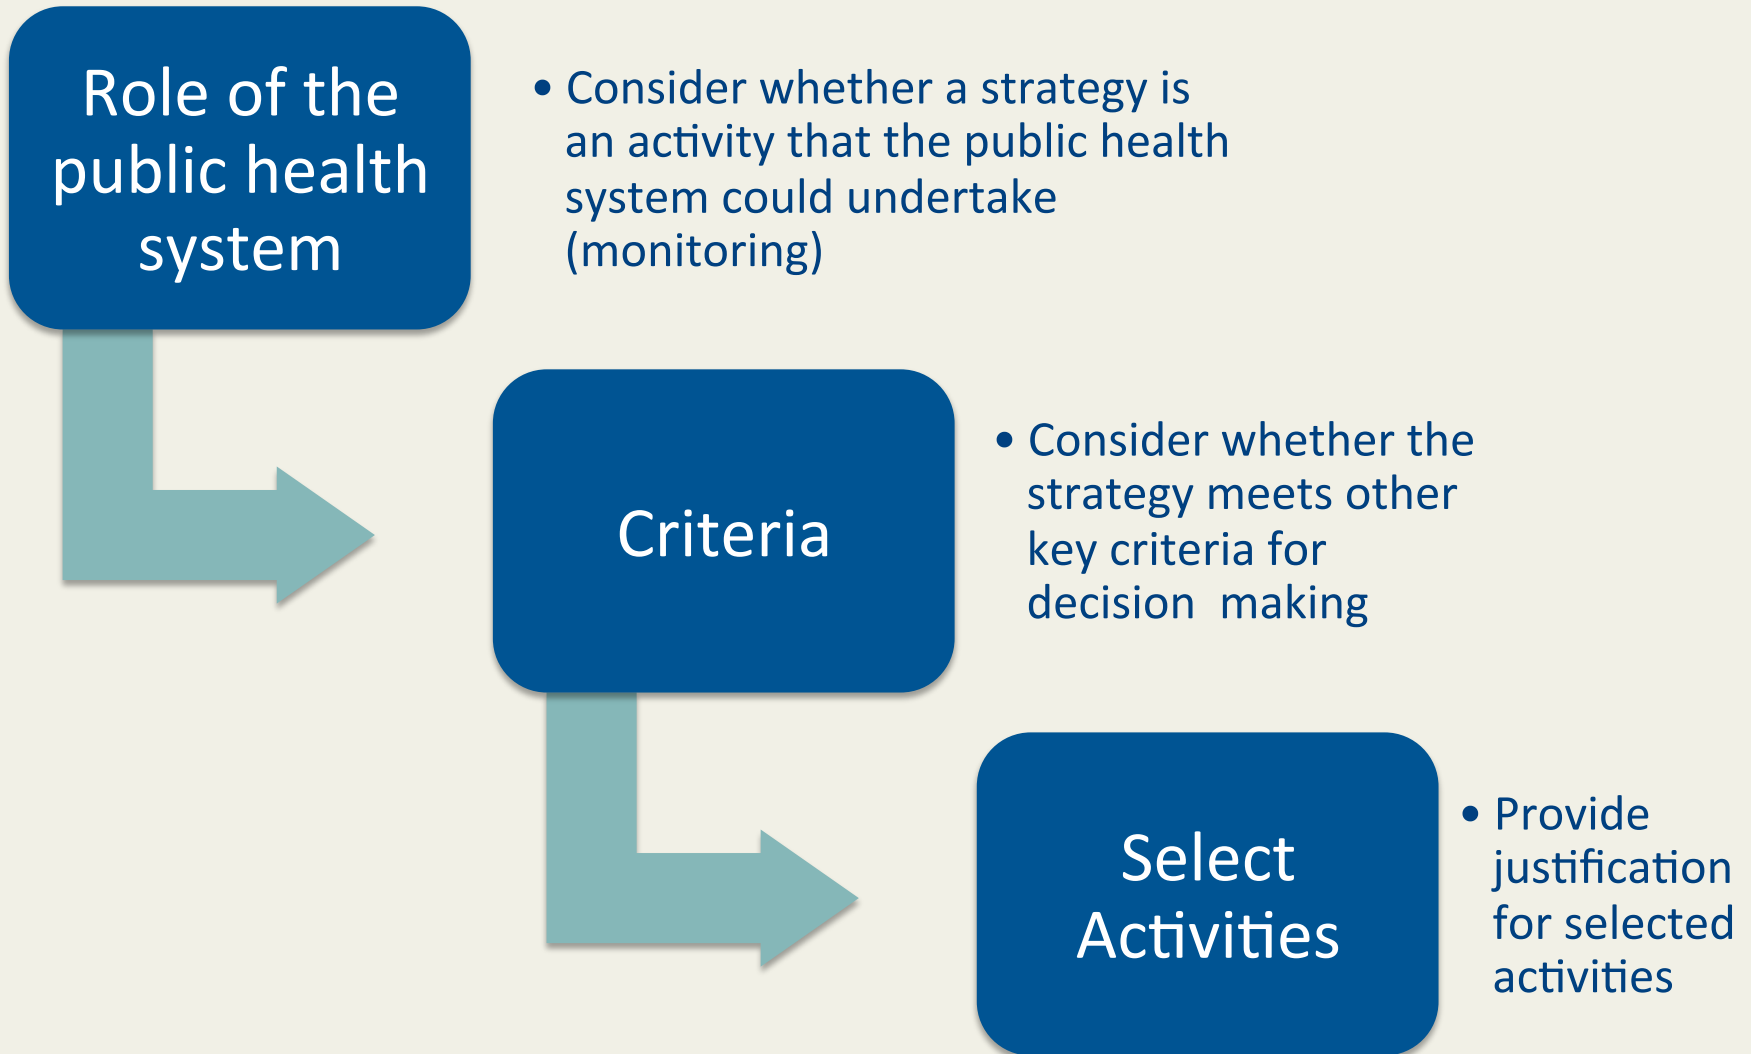 Role of the
public health
system
• Consider whether a strategy is
an activity that the public health
system could undertake
(monitoring)
Criteria
• Consider whether the
strategy meets other
key criteria for
decision  making
Select
Activities
• Provide
justification
for selected
activities